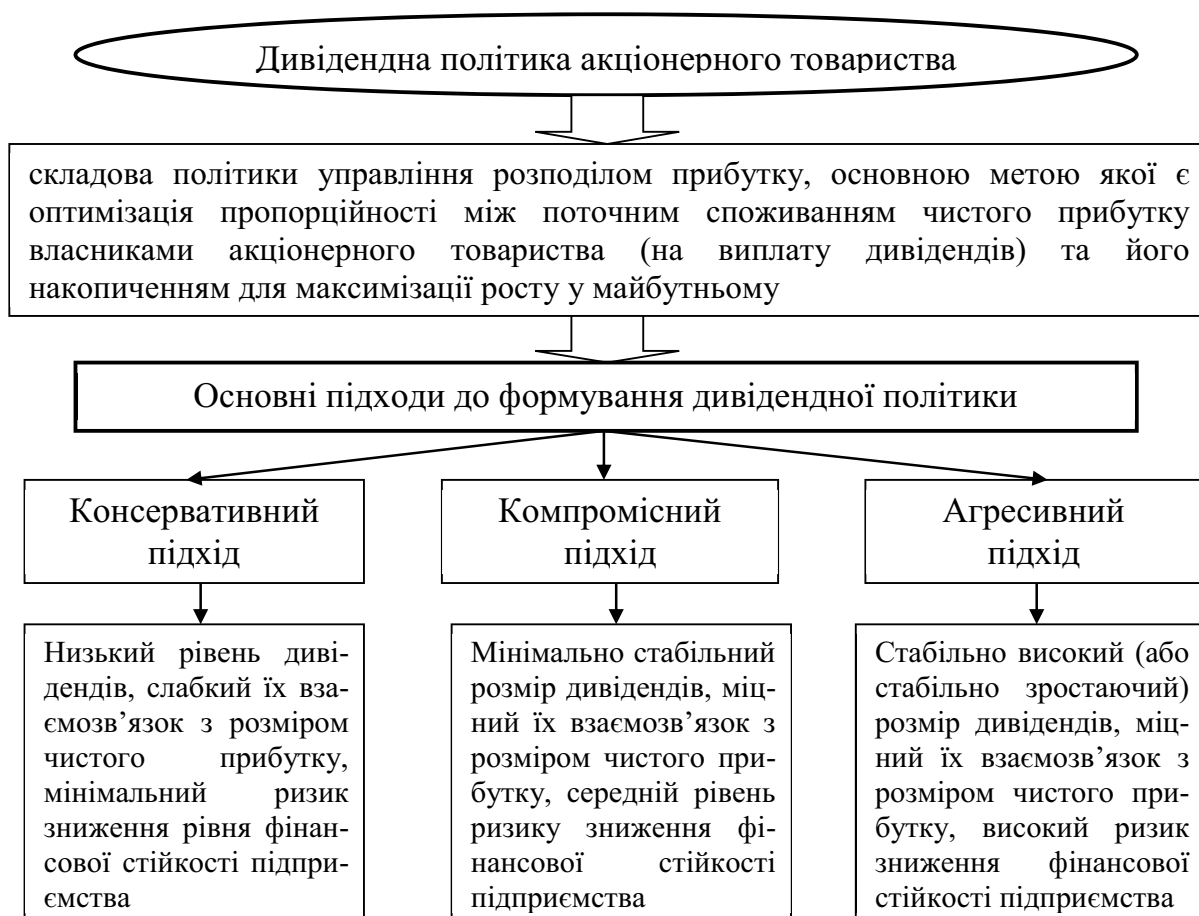 Дивідендна політика акціонерного товариства
складова політики управління розподілом прибутку, основною метою якої є
оптимізація пропорційності між поточним споживанням чистого прибутку
власниками акціонерного товариства (на виплату дивідендів) та його
накопиченням для максимізації росту у майбутньому
Основні підходи до формування дивідендної політики
Консервативний
підхід
Компромісний
підхід
Агресивний
підхід
Низький рівень диві-
дендів, слабкий їх вза-
ємозв’язок з розміром
чистого прибутку,
мінімальний ризик
зниження рівня фінан-
сової стійкості підпри-
ємства
Мінімально стабільний
розмір дивідендів, міц-
ний їх взаємозв’язок з
розміром чистого при-
бутку, середній рівень
ризику зниження фі-
нансової стійкості
підприємства
Стабільно високий (або
стабільно зростаючий)
розмір дивідендів, міц-
ний їх взаємозв’язок з
розміром чистого при-
бутку, високий ризик
зниження фінансової
стійкості підприємства